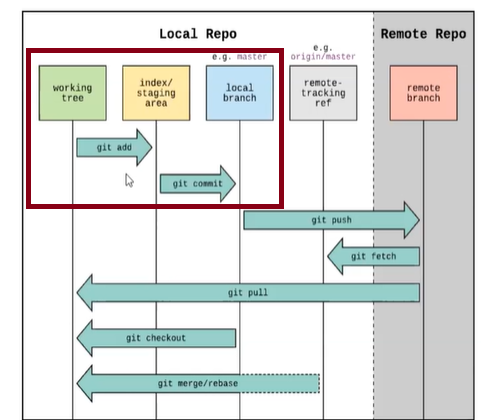 Local Repo
Remote Repo
e.g. master
e.g.
origin/master
working
tree
index/
staging
area
local
branch
remote-
tracking
ref
remote
branch
git add
git commit
git push
git fetch
git pull
git checkout
git merge/rebase